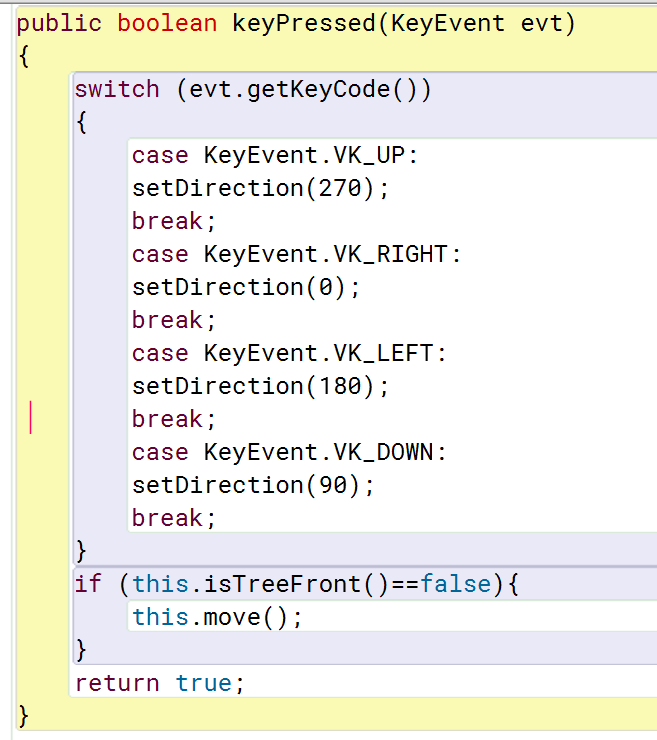 public boolean keyPressed(KeyEvent evt)
{
switch (evt.getKeyCode())
{
case KeyEvent.VK_UP:
setDirection(270);
break;
case KeyEvent.VK_RIGHT:
setDirection(0);
break;
case KeyEvent.VK_LEFT:
setDirection(180);
break;
case KeyEvent.VK_DOWN:
setDirection(90);
break;
}
if (this.isTreeFront()==false){
this.move();
}
return true;
}